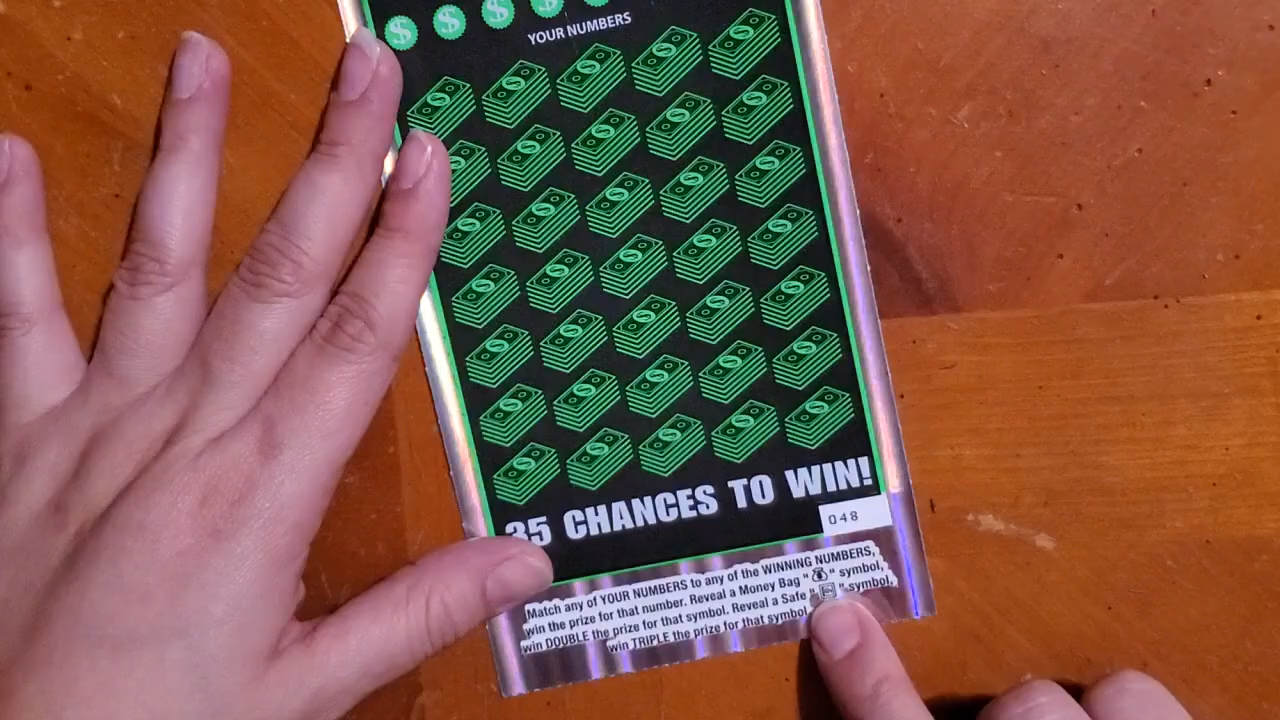 YOUR NUMBERS
35 CHANCES TO WIN!
048
Match any of YOUR NUMBERS to any of the WINNING NUMBERS,
win the prize for that number. Reveal a Money Bag " " symbol,
win DOUBLE the prize for that symbol. Reveal a Safe " " symbol,
win TRIPLE the prize for that symbol